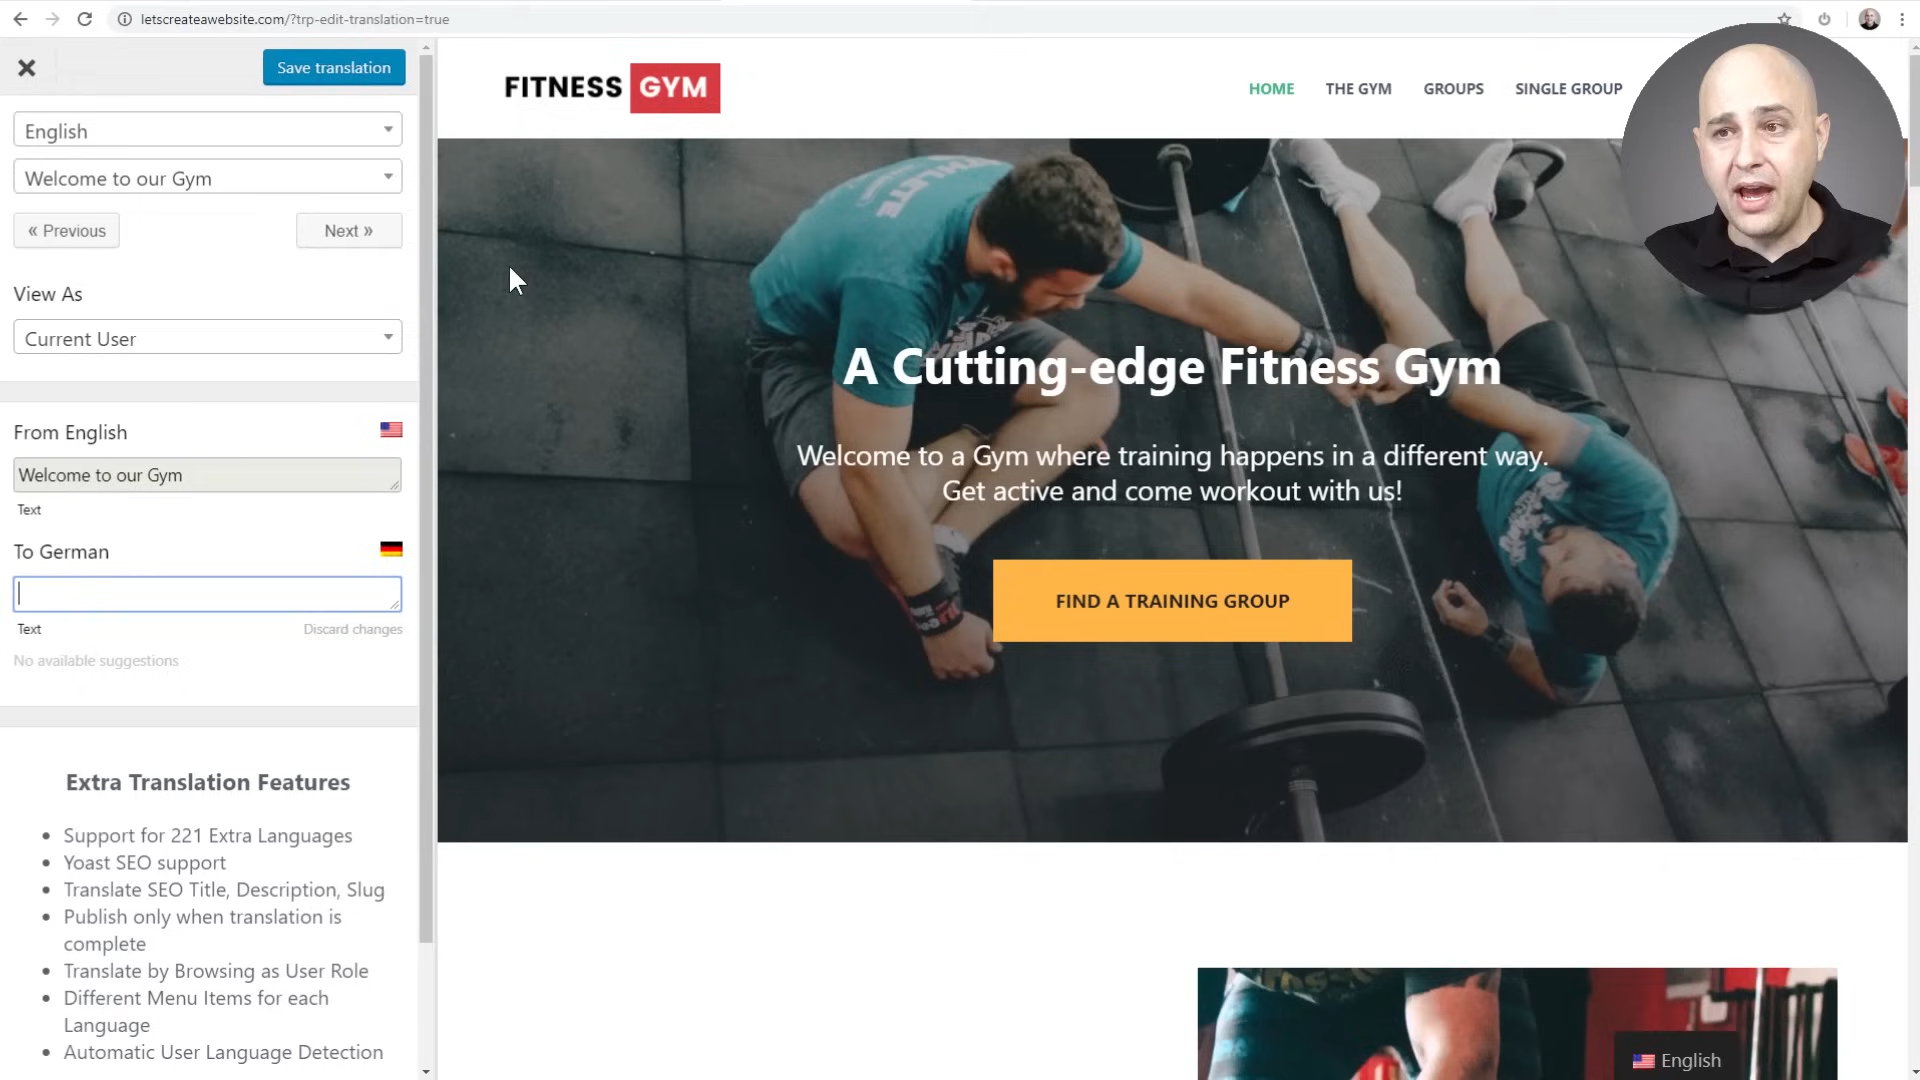 letscreateawebsite.com/?trp-edit-translation=true
Save translation
English
Welcome to our Gym
« Previous
Next »
View As
Current User
From English
Welcome to our Gym
Text
To German
Text
Discard changes
No available suggestions
Extra Translation Features
Support for 221 Extra Languages
Yoast SEO support
Translate SEO Title, Description, Slug
Publish only when translation is
complete
Translate by Browsing as User Role
Different Menu Items for each
Language
Automatic User Language Detection
FITNESS GYM
HOME
THE GYM
GROUPS
SINGLE GROUP
A Cutting-edge Fitness Gym
Welcome to a Gym where training happens in a different way.
Get active and come workout with us!
FIND A TRAINING GROUP
English